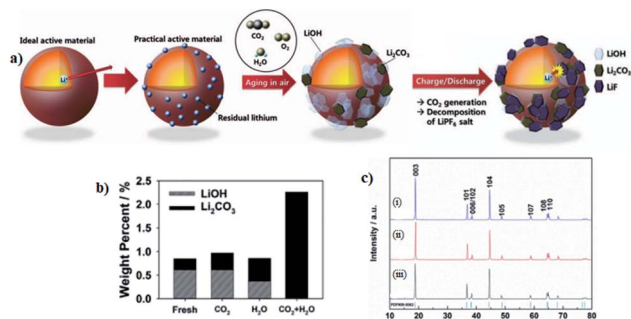 a)
Ideal active material
Li
Practical active material
Residual lithium
CO₂
O₂
H₂O
Aging in air
LiOH
Li₂CO₃
Charge/Discharge
→ CO₂ generation
→ Decomposition
of LiPF₆ salt
Li
LiOH
Li₂CO₃
LiF
b)
Weight Percent / %
2.5
2.0
1.5
1.0
0.5
0.0
LiOH
Li₂CO₃
Fresh CO₂ H₂O CO₂+H₂O
c)
Intensity / a.u.
003
101
006/102
104
105
107
108
110
(i)
(ii)
(iii)
10 20 30 40 50 60 70 80